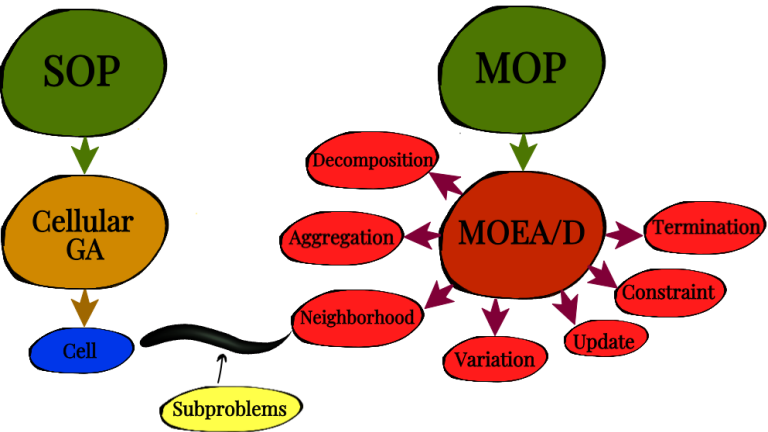 SOP
MOP
Decomposition
Cellular
GA
Aggregation
MOEA/D
Termination
Constraint
Neighborhood
Cell
Variation
Update
Subproblems